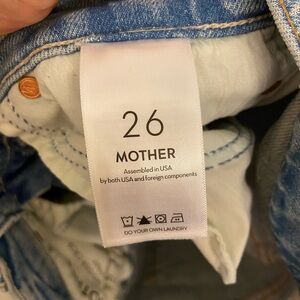 26
MOTHER
Assembled in USA
by both USA and foreign components
DO YOUR OWN LAUNDRY